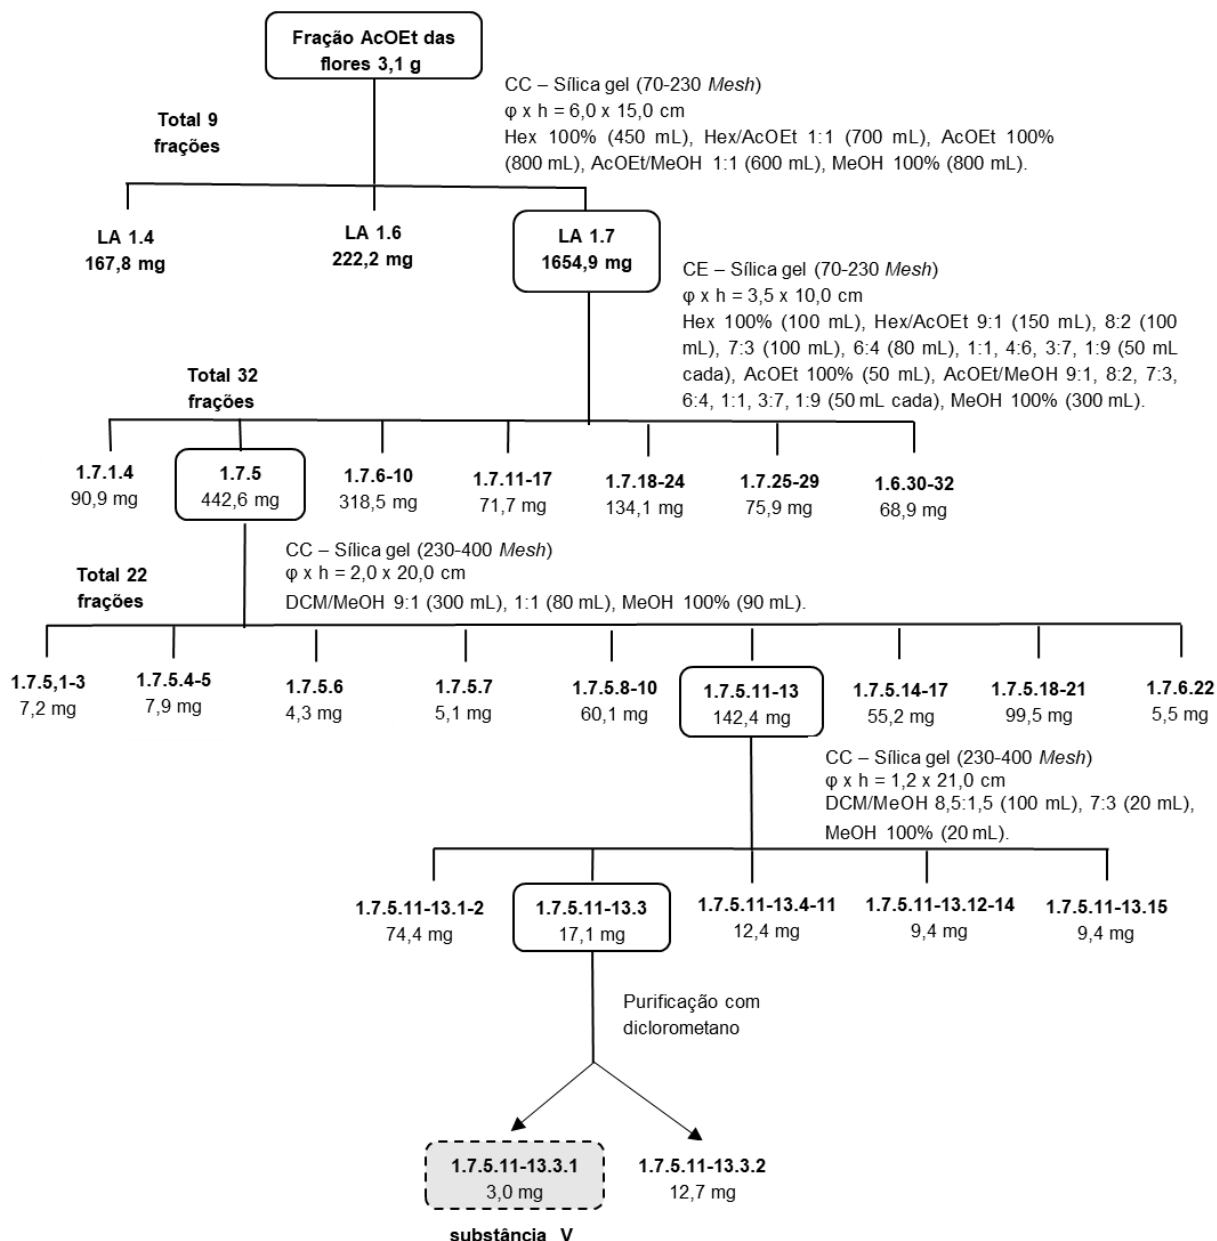 Fração AcOEt das
flores 3,1 g
CC – Sílica gel (70-230 Mesh)
φ x h = 6,0 x 15,0 cm
Hex 100% (450 mL), Hex/AcOEt 1:1 (700 mL), AcOEt 100%
(800 mL), AcOEt/MeOH 1:1 (600 mL), MeOH 100% (800 mL).
Total 9
frações
LA 1.4
167,8 mg
LA 1.6
222,2 mg
LA 1.7
1654,9 mg
CE – Sílica gel (70-230 Mesh)
φ x h = 3,5 x 10,0 cm
Hex 100% (100 mL), Hex/AcOEt 9:1 (150 mL), 8:2 (100
mL), 7:3 (100 mL), 6:4 (80 mL), 1:1, 4:6, 3:7, 1:9 (50 mL
cada), AcOEt 100% (50 mL), AcOEt/MeOH 9:1, 8:2, 7:3,
6:4, 1:1, 3:7, 1:9 (50 mL cada), MeOH 100% (300 mL).
Total 32
frações
1.7.1.4
90,9 mg
1.7.5
442,6 mg
1.7.6-10
318,5 mg
1.7.11-17
71,7 mg
1.7.18-24
134,1 mg
1.7.25-29
75,9 mg
1.6.30-32
68,9 mg
CC – Sílica gel (230-400 Mesh)
φ x h = 2,0 x 20,0 cm
DCM/MeOH 9:1 (300 mL), 1:1 (80 mL), MeOH 100% (90 mL).
Total 22
frações
1.7.5,1-3
7,2 mg
1.7.5.4-5
7,9 mg
1.7.5.6
4,3 mg
1.7.5.7
5,1 mg
1.7.5.8-10
60,1 mg
1.7.5.11-13
142,4 mg
1.7.5.14-17
55,2 mg
1.7.5.18-21
99,5 mg
1.7.6.22
5,5 mg
CC – Sílica gel (230-400 Mesh)
φ x h = 1,2 x 21,0 cm
DCM/MeOH 8,5:1,5 (100 mL), 7:3 (20 mL),
MeOH 100% (20 mL).
1.7.5.11-13.1-2
74,4 mg
1.7.5.11-13.3
17,1 mg
1.7.5.11-13.4-11
12,4 mg
1.7.5.11-13.12-14
9,4 mg
1.7.5.11-13.15
9,4 mg
Purificação com
diclorometano
1.7.5.11-13.3.1
3,0 mg
1.7.5.11-13.3.2
12,7 mg
substância V